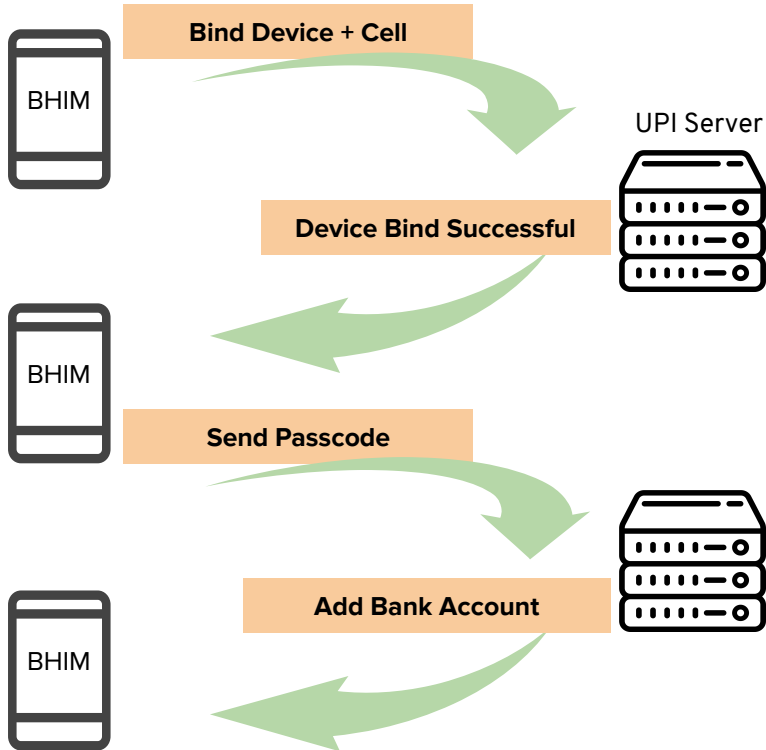 Bind Device + Cell
BHIM
UPI Server
Device Bind Successful
BHIM
Send Passcode
Add Bank Account
BHIM